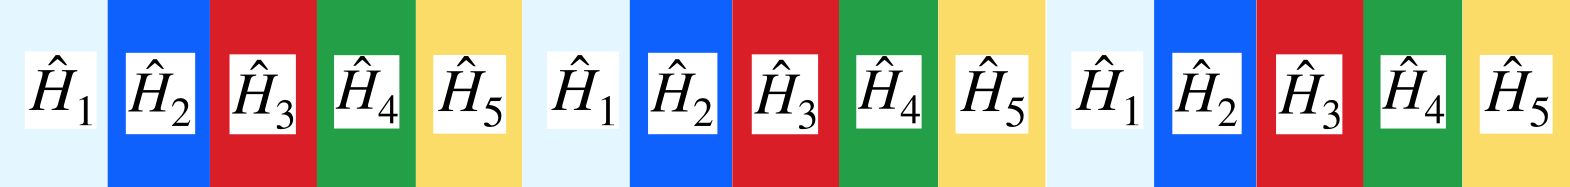 Ĥ₁ Ĥ₂ Ĥ₃ Ĥ₄ Ĥ₅ Ĥ₁ Ĥ₂ Ĥ₃ Ĥ₄ Ĥ₅ Ĥ₁ Ĥ₂ Ĥ₃ Ĥ₄ Ĥ₅